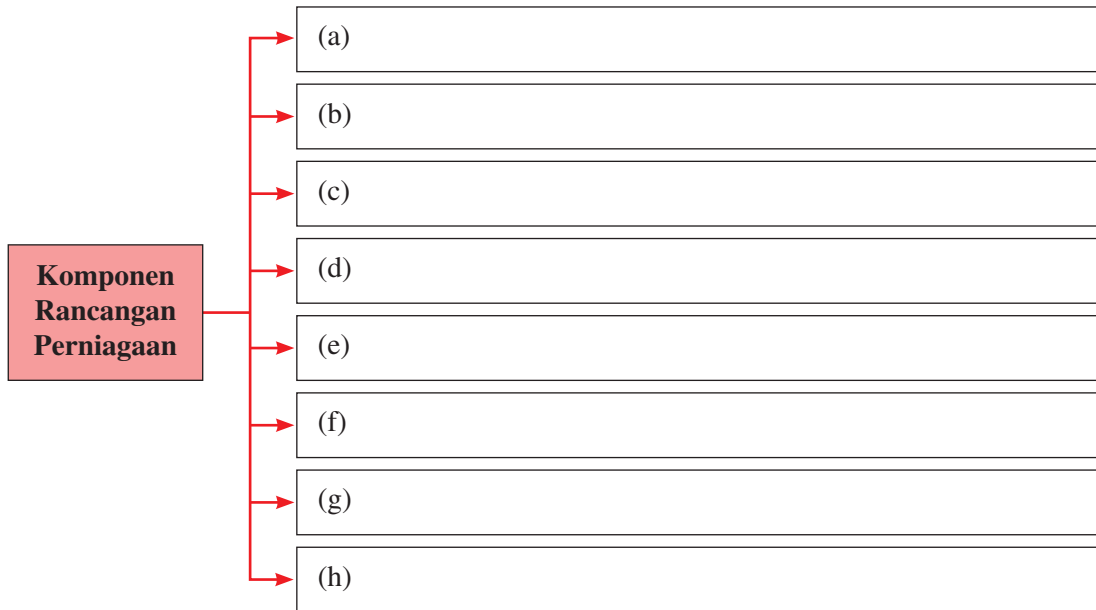 (a)
(b)
(c)
(d)
Komponen
Rancangan
Perniagaan
(e)
(f)
(g)
(h)